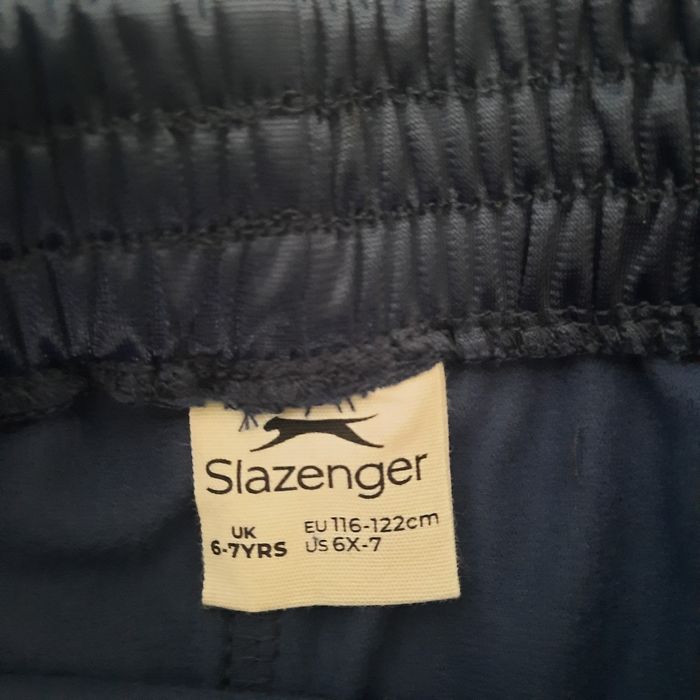 Slazenger
UK
6-7YRS
EU 116-122cm
US 6X-7